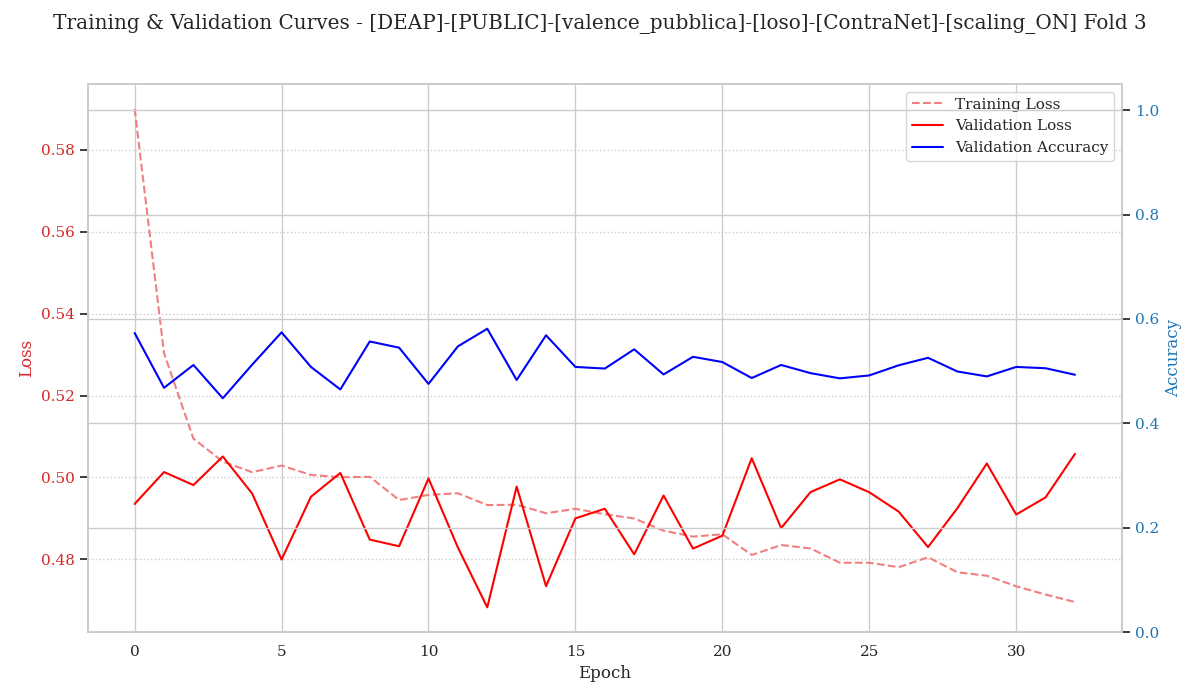 Training & Validation Curves - [DEAP]-[PUBLIC]-[valence_pubblica]-[loso]-[ContraNet]-[scaling_ON] Fold 3
Training Loss
Validation Loss
Validation Accuracy
Loss
0.58
0.56
0.54
0.52
0.50
0.48
1.0
0.8
0.6
0.4
0.2
0.0
Accuracy
0
5
10
15
20
25
30
Epoch